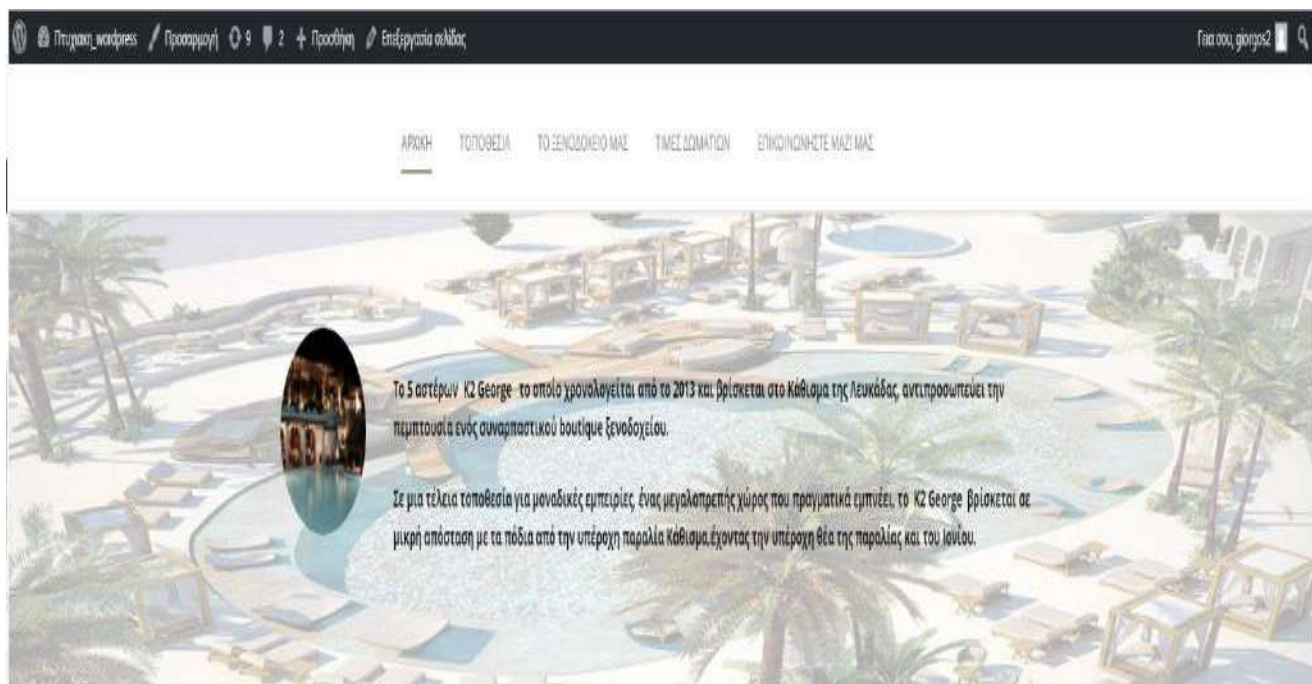 Πτυχιακη_wordpress Προσαρμογή 9 2 Προσθήκη Επεξεργασία σελίδας Γεια σου, giorgos2
ΑΡΧΙΚΗ ΤΟΠΟΘΕΣΙΑ ΤΟ ΞΕΝΟΔΟΧΕΙΟ ΜΑΣ ΤΙΜΕΣ ΔΩΜΑΤΙΩΝ ΕΠΙΚΟΙΝΩΝΗΣΤΕ ΜΑΖΙ ΜΑΣ
Το 5 αστέρων K2 George το οποίο χρονολογείται από το 2013 και βρίσκεται στο Κάθισμα της Λευκάδας, αντιπροσωπεύει την
πεμπτουσία ενός συναρπαστικού boutique ξενοδοχείου.
Σε μια τέλεια τοποθεσία για μοναδικές εμπειρίες, ένας μεγαλοπρεπής χώρος που πραγματικά εμπνέει, το K2 George βρίσκεται σε
μικρή απόσταση με τα πόδια από την υπέροχη παραλία Κάθισμα,έχοντας την υπέροχη θέα της παραλίας και του Ιονίου.